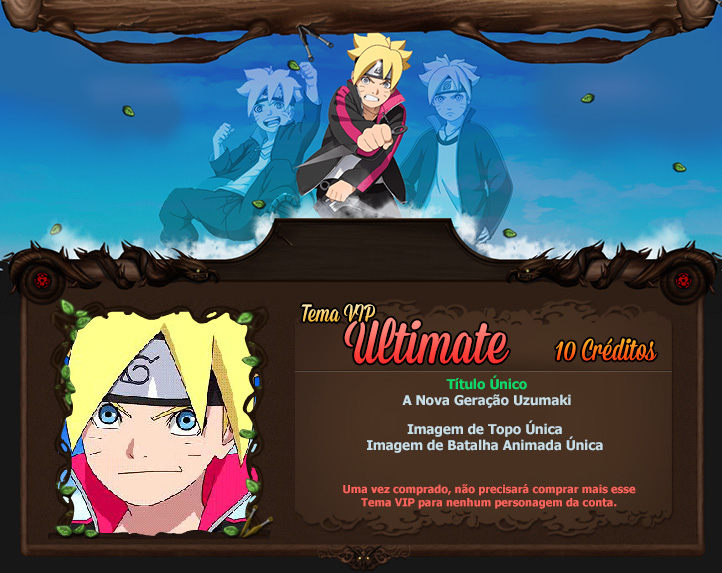 Tema VIP
Ultimate
10 Créditos
Título Único
A Nova Geração Uzumaki
Imagem de Topo Única
Imagem de Batalha Animada Única
Uma vez comprado, não precisará comprar mais esse
Tema VIP para nenhum personagem da conta.